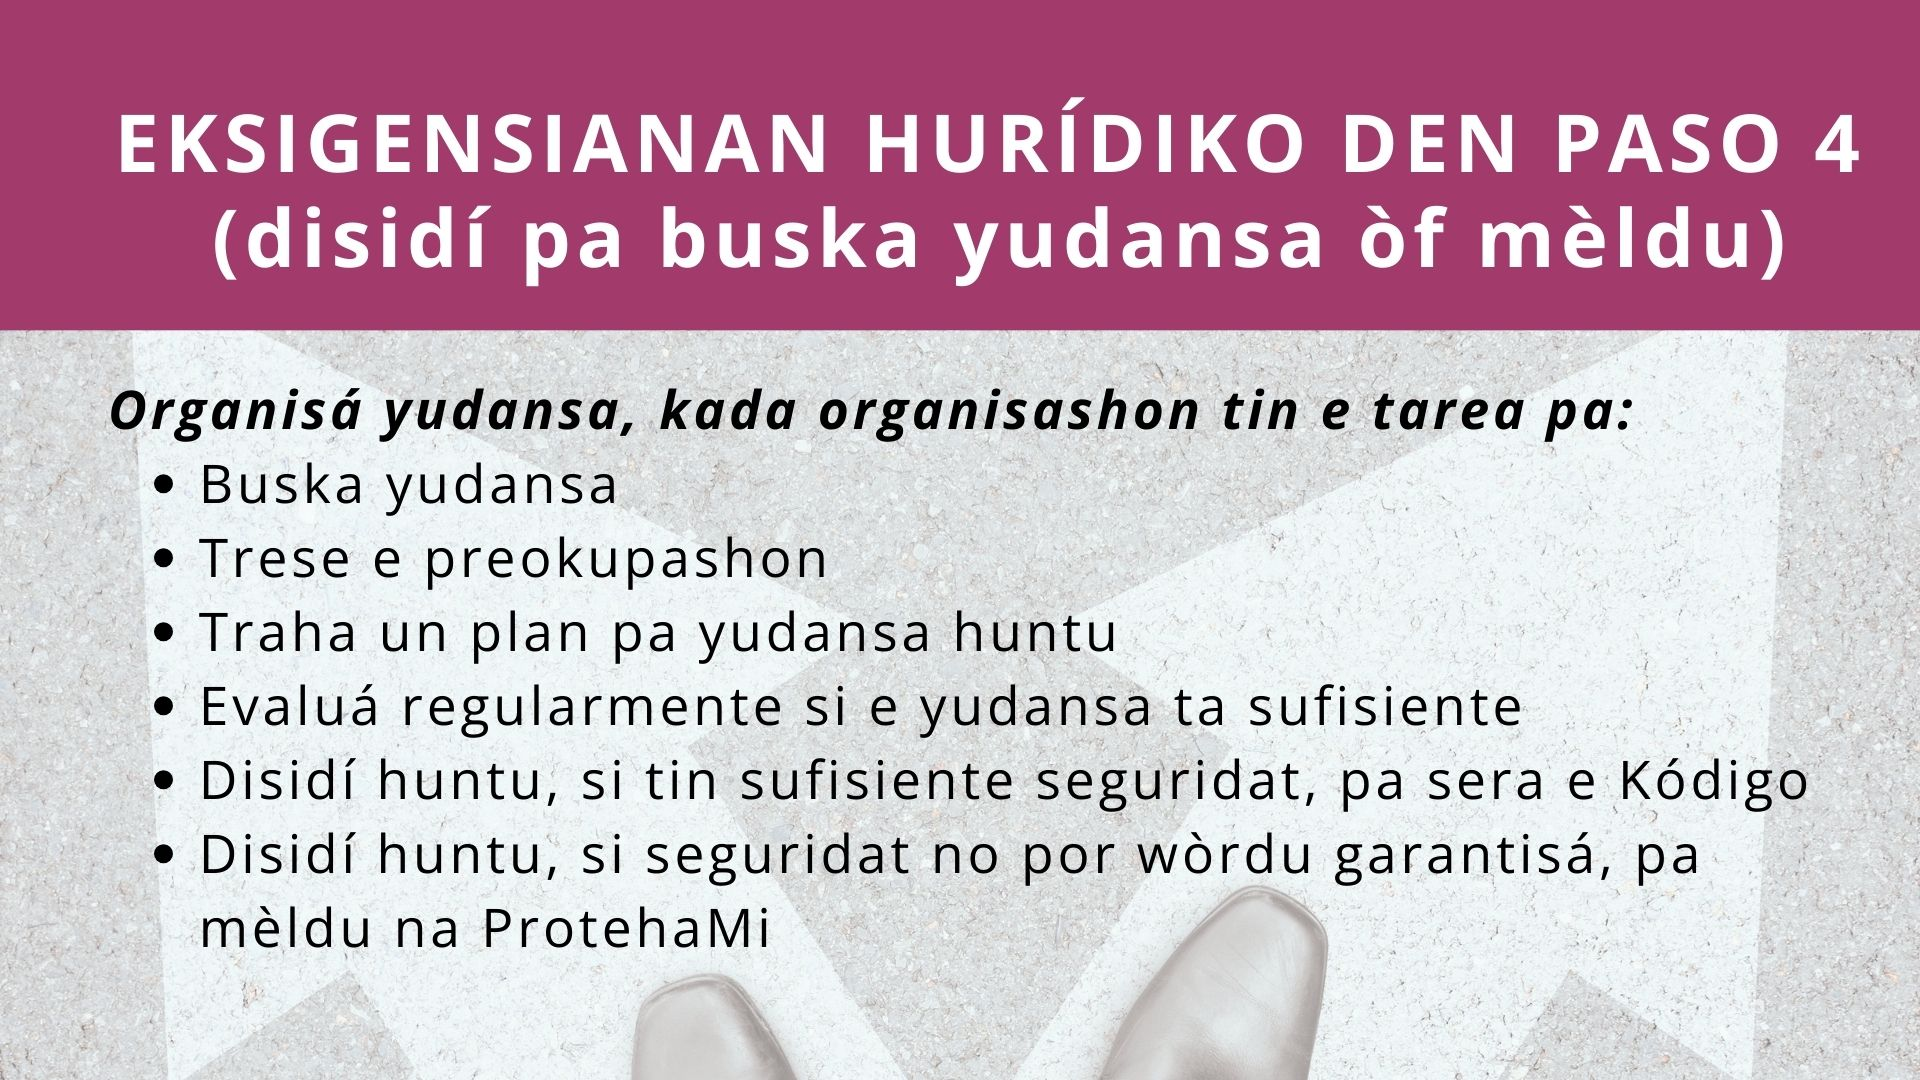 EKSIGENSIANAN HURÍDIKO DEN PASO 4
(disidí pa buska yudansa òf mèldu)
Organisá yudansa, kada organisashon tin e tarea pa:
• Buska yudansa
• Trese e preokupashon
• Traha un plan pa yudansa huntu
• Evaluá regularmente si e yudansa ta sufisiente
• Disidí huntu, si tin sufisiente seguridat, pa sera e Kódigo
• Disidí huntu, si seguridat no por wòrdu garantisá, pa
mèldu na ProtehaMi